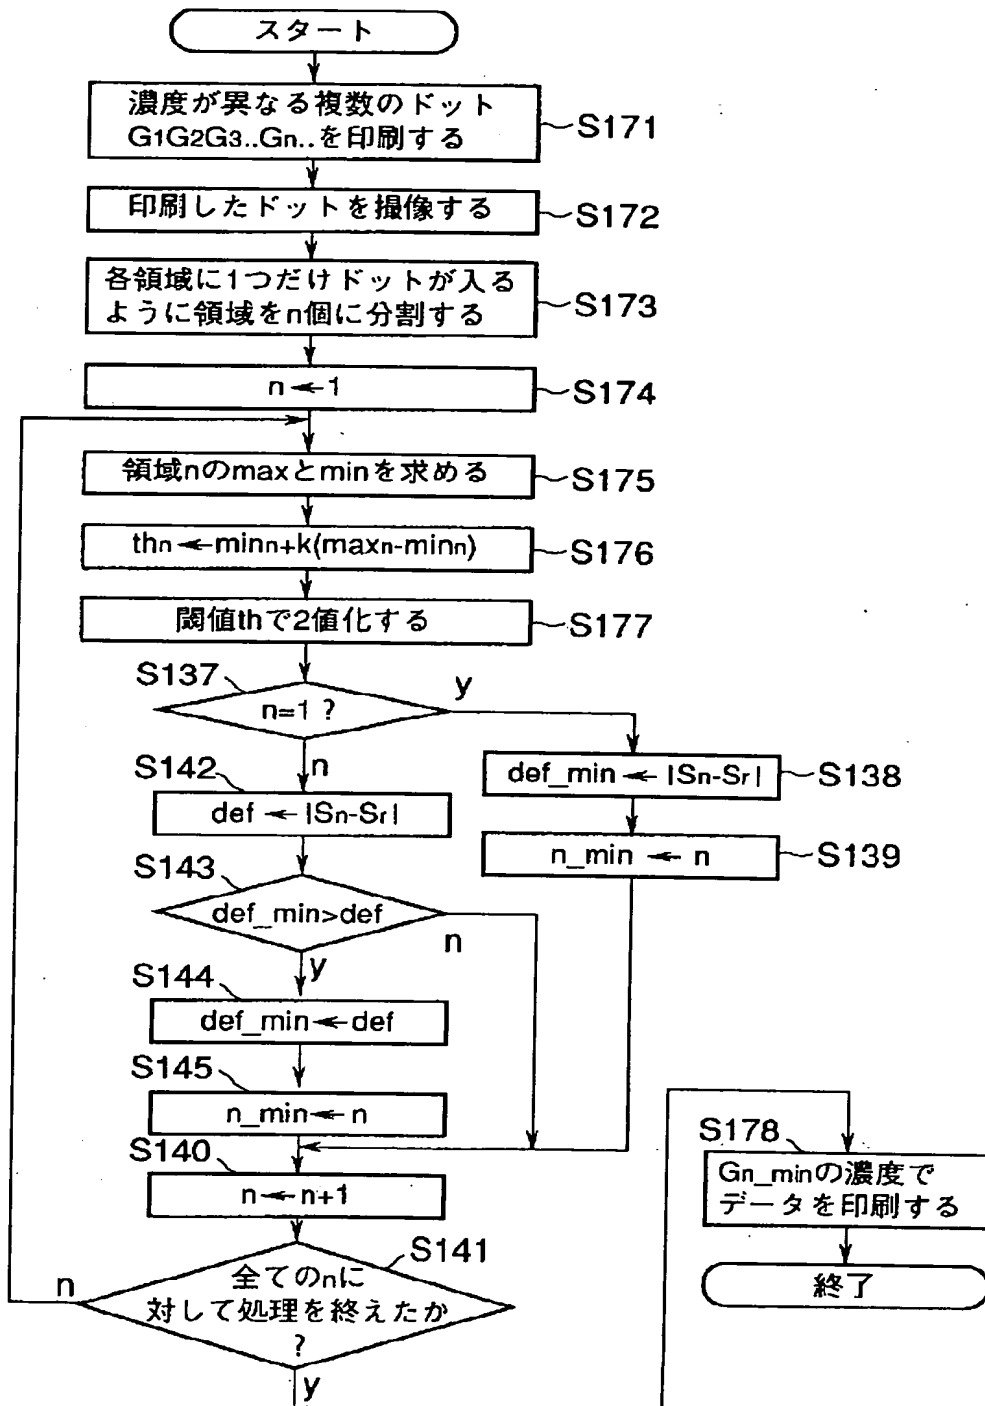 スタート
濃度が異なる複数のドット
G1G2G3..Gn..を印刷する
S171
印刷したドットを撮像する
S172
各領域に1つだけドットが入る
ように領域をn個に分割する
S173
n←1
S174
領域nのmaxとminを求める
S175
thn←minn+k(maxn-minn)
S176
閾値thで2値化する
S177
S137
n=1 ?
y
n
S138
def_min ← |Sn-Sr|
S139
n_min ← n
S142
def ← |Sn-Sr|
S143
def_min>def
n
y
S144
def_min←def
S145
n_min←n
S140
n←n+1
S141
全てのnに
対して処理を終えたか
?
n
y
S178
Gn_minの濃度で
データを印刷する
終了